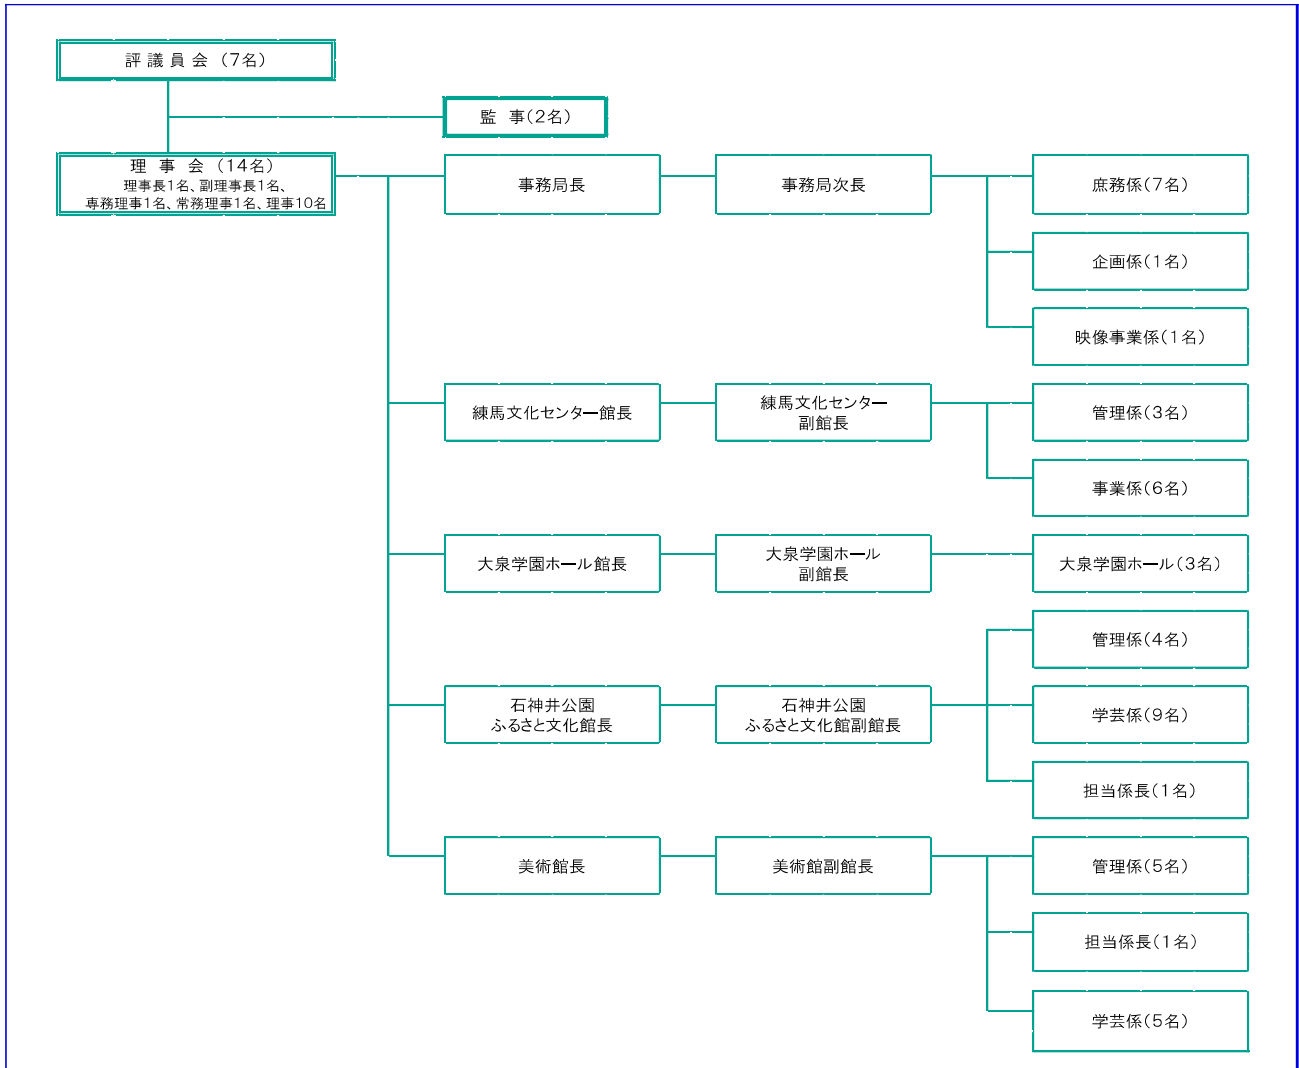 評議員会（7名）
監 事（2名）
理 事 会（14名）
理事長1名、副理事長1名、
専務理事1名、常務理事1名、理事10名
事務局長
事務局次長
庶務係（7名）
企画係（1名）
映像事業係（1名）
練馬文化センター館長
練馬文化センター
副館長
管理係（3名）
事業係（6名）
大泉学園ホール館長
大泉学園ホール
副館長
大泉学園ホール（3名）
管理係（4名）
石神井公園
ふるさと文化館長
石神井公園
ふるさと文化館副館長
学芸係（9名）
担当係長（1名）
美術館長
美術館副館長
管理係（5名）
担当係長（1名）
学芸係（5名）